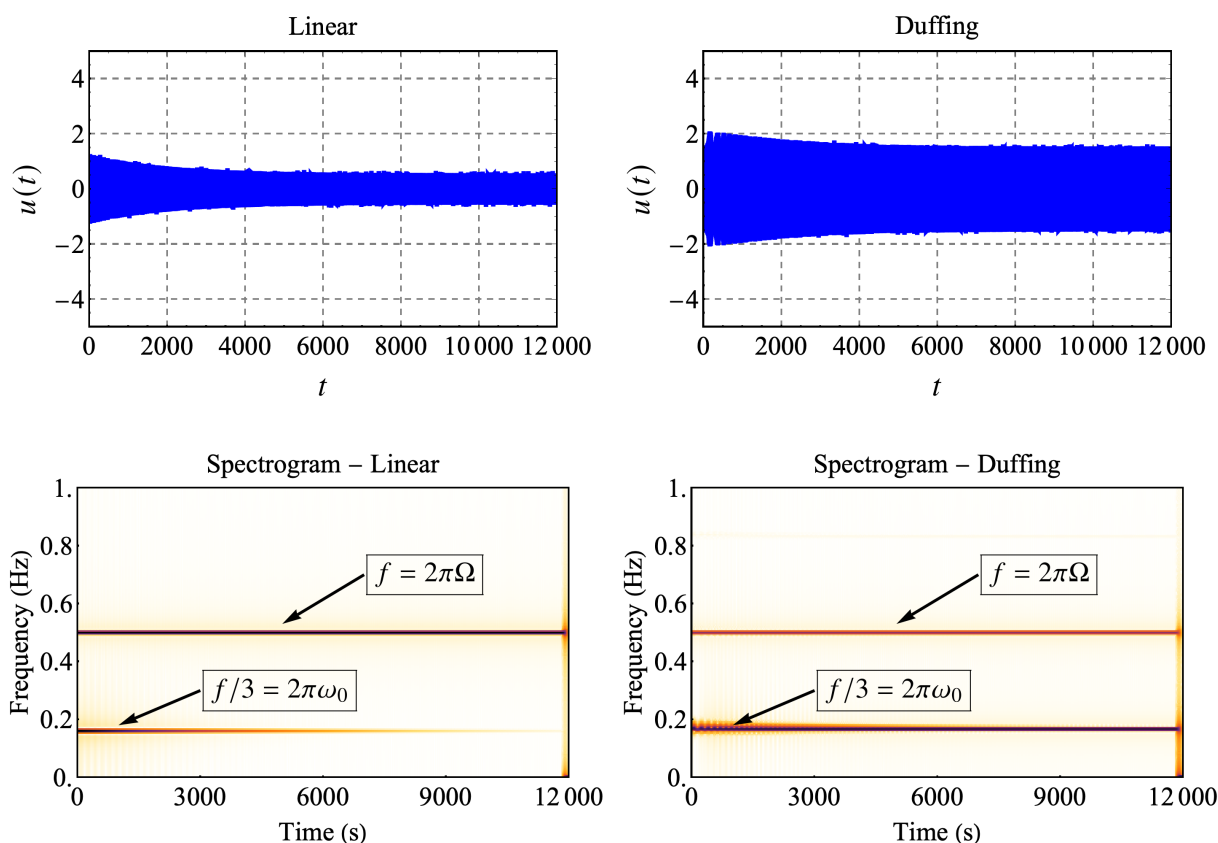 Linear
4
2
0
−2
−4
u(t)
0 2000 4000 6000 8000 10 000 12 000
t
Duffing
4
2
0
−2
−4
u(t)
0 2000 4000 6000 8000 10 000 12 000
t
Spectrogram − Linear
1.
0.8
0.6
0.4
0.2
0.
Frequency (Hz)
f = 2πΩ
f/3 = 2πω₀
0 3000 6000 9000 12 000
Time (s)
Spectrogram − Duffing
1.
0.8
0.6
0.4
0.2
0.
Frequency (Hz)
f = 2πΩ
f/3 = 2πω₀
0 3000 6000 9000 12 000
Time (s)